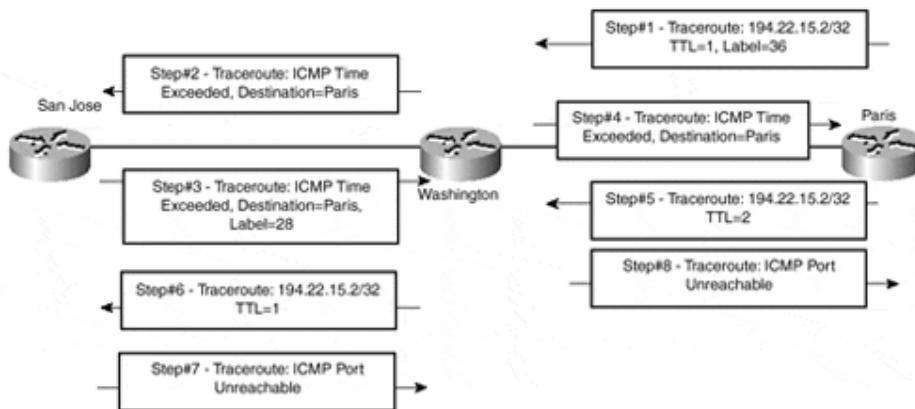 Step#1 - Traceroute: 194.22.15.2/32
TTL=1, Label=36
Step#2 - Traceroute: ICMP Time
Exceeded, Destination=Paris
San Jose
Step#4 - Traceroute: ICMP Time
Exceeded, Destination=Paris
Paris
Washington
Step#3 - Traceroute: ICMP Time
Exceeded, Destination=Paris,
Label=28
Step#5 - Traceroute: 194.22.15.2/32
TTL=2
Step#8 - Traceroute: ICMP Port
Unreachable
Step#6 - Traceroute: 194.22.15.2/32
TTL=1
Step#7 - Traceroute: ICMP Port
Unreachable